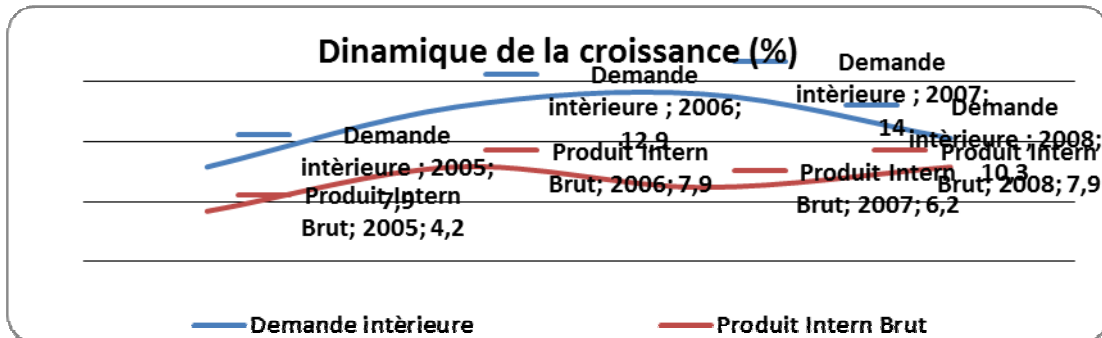 Dinamique de la croissance (%)
Demande
intèrieure ; 2005;
7,9
Demande
intèrieure ; 2006;
12,9
Demande
intèrieure ; 2007;
14
Demande
intèrieure ; 2008;
10,3
Produit Intern
Brut; 2005; 4,2
Produit Intern
Brut; 2006; 7,9
Produit Intern
Brut; 2007; 6,2
Produit Intern
Brut; 2008; 7,9
Demande intèrieure
Produit Intern Brut